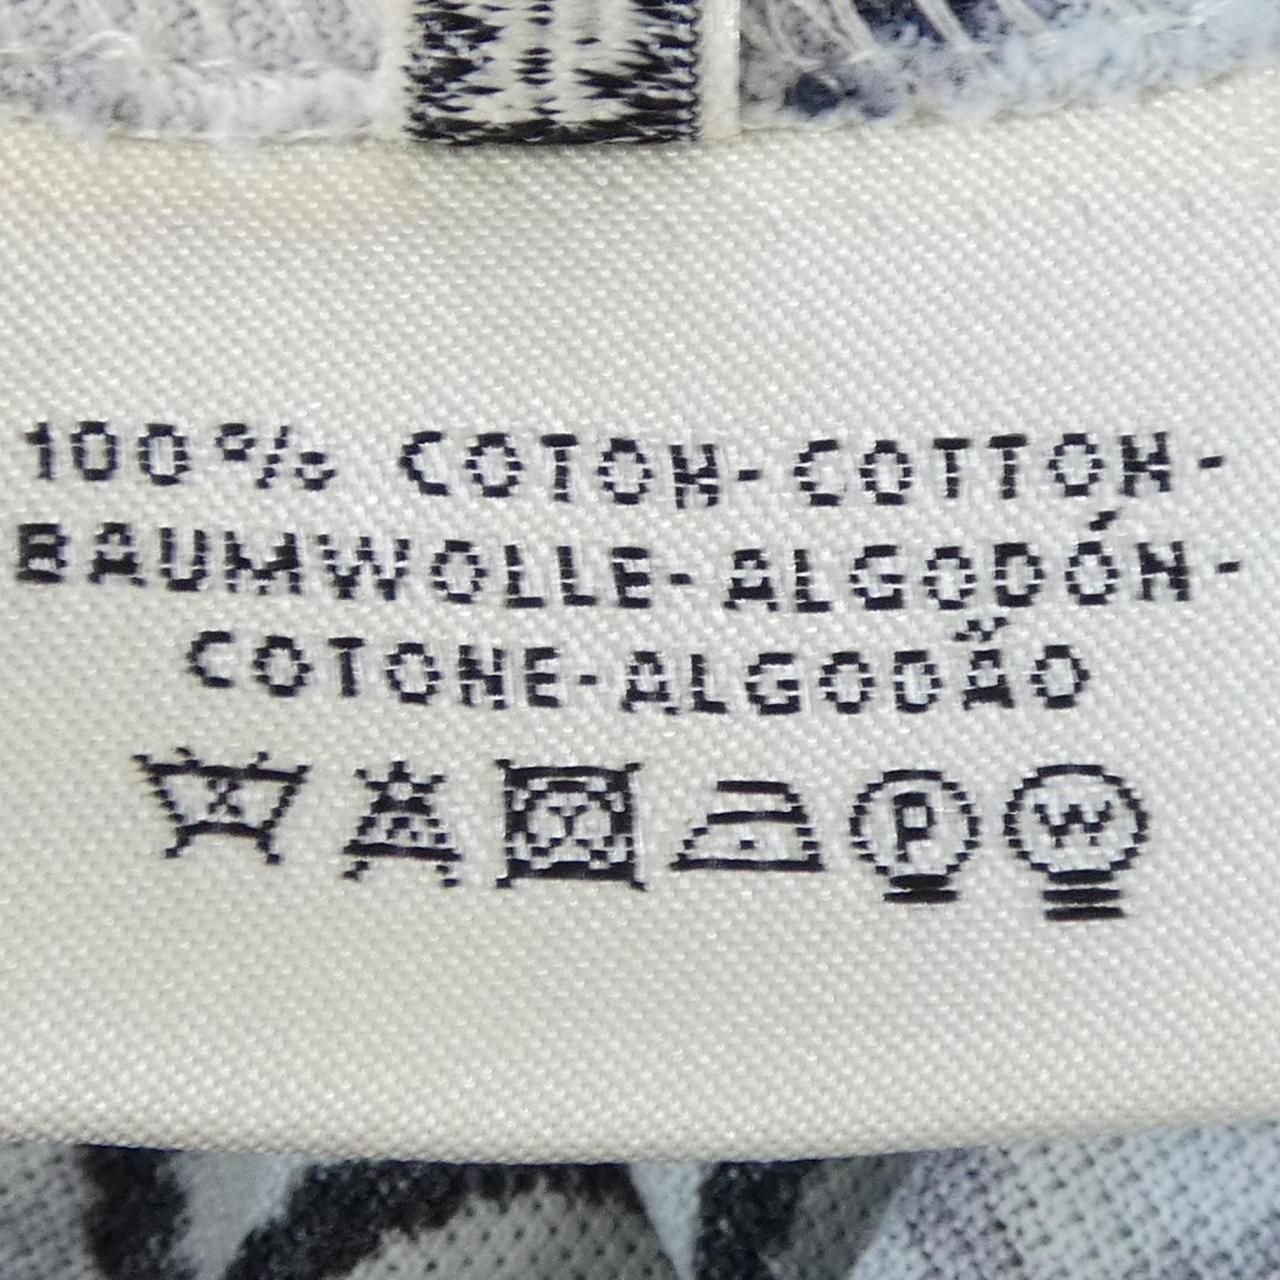 100% COTON-COTTON-
BAUMWOLLE-ALGODÓN-
COTONE-ALGODÃO
P W